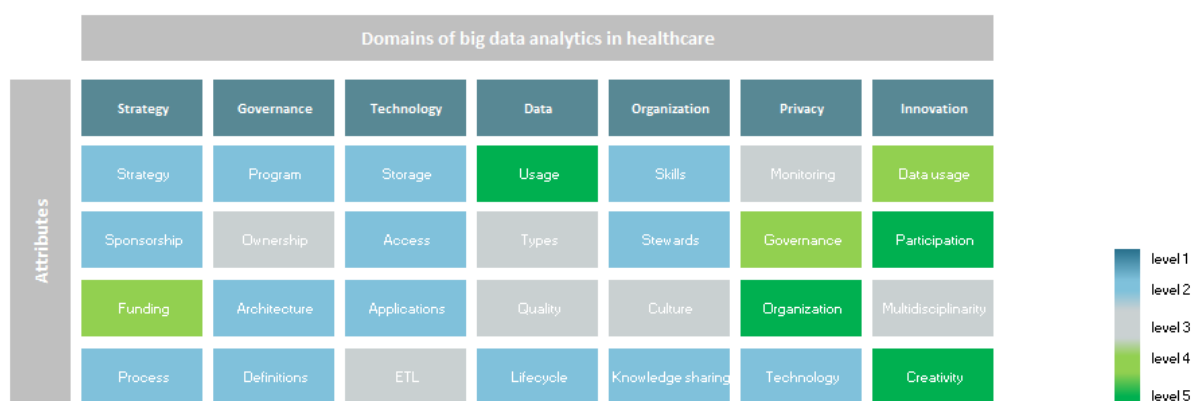 Domains of big data analytics in healthcare
Attributes
Strategy Governance Technology Data Organization Privacy Innovation
Strategy Program Storage Usage Skills Monitoring Data usage
Sponsorship Ownership Access Types Stewards Governance Participation
Funding Architecture Applications Quality Culture Organization Multidisciplinarity
Process Definitions ETL Lifecycle Knowledge sharing Technology Creativity
level 1
level 2
level 3
level 4
level 5